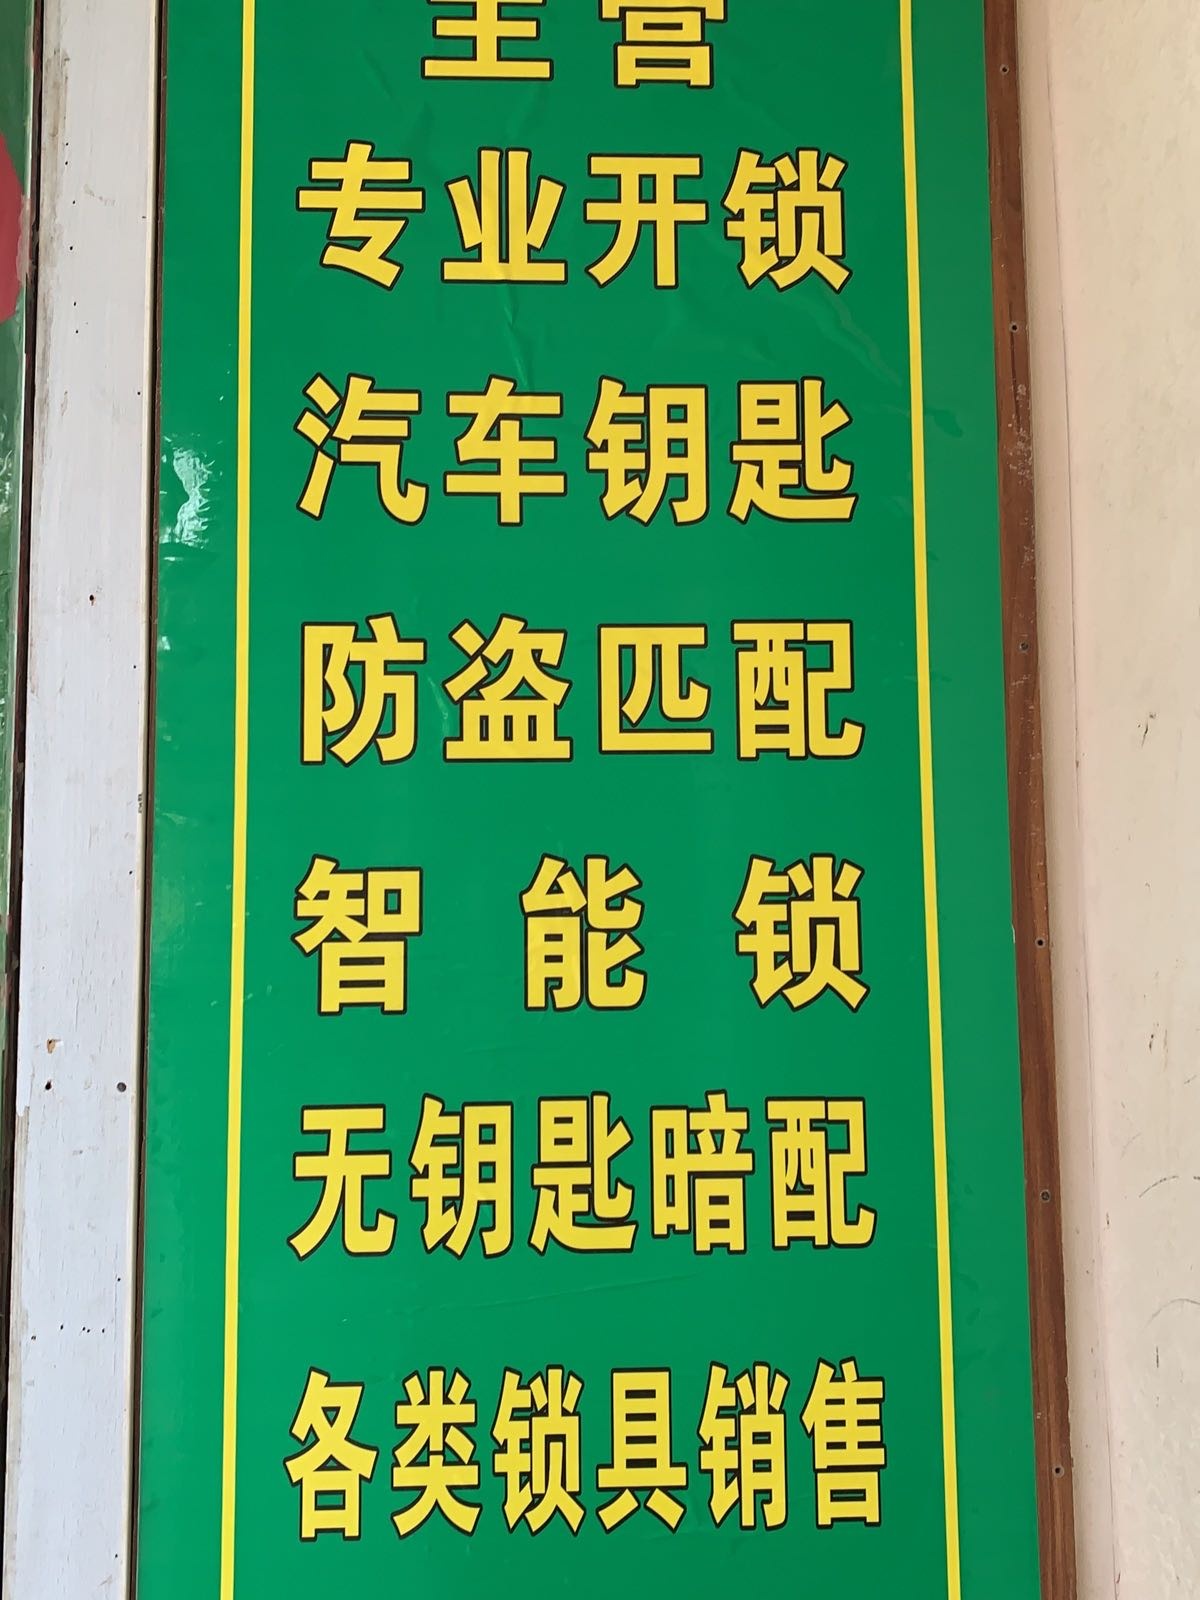 主营
专业开锁
汽车钥匙
防盗匹配
智能锁
无钥匙暗配
各类锁具销售